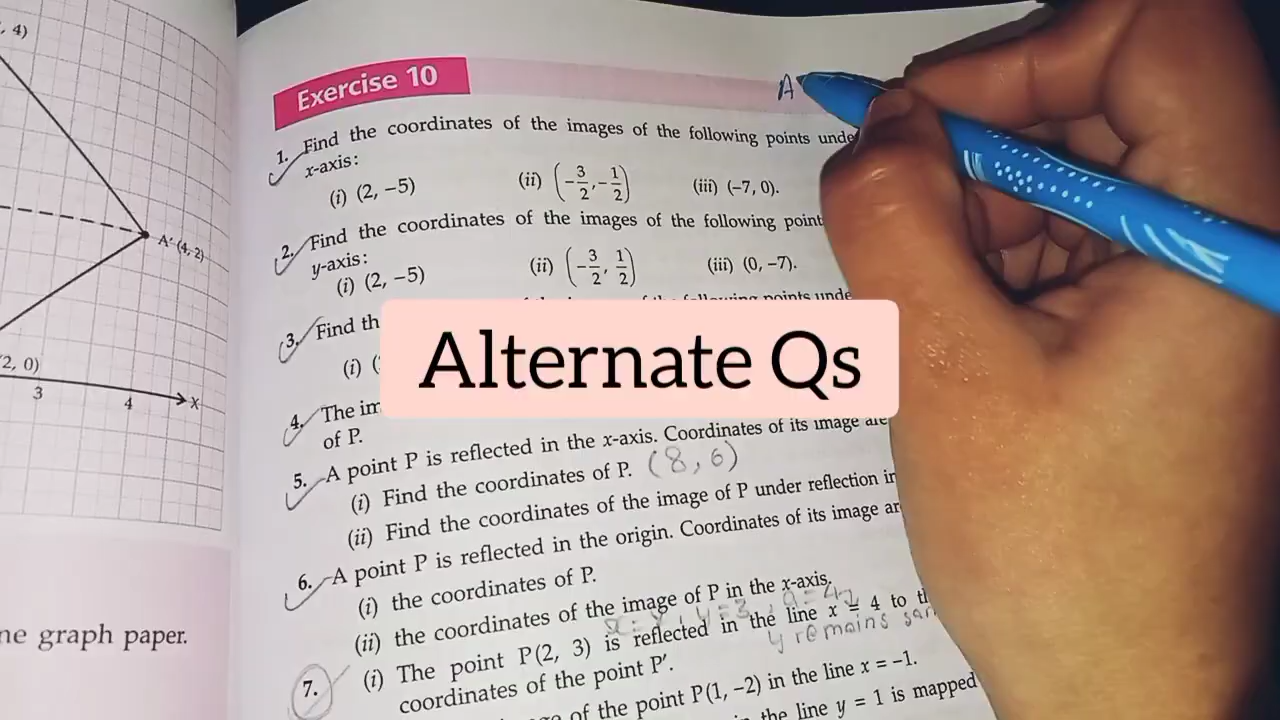 , 4)
A′ (4, 2)
2, 0)
3
4
X
ne graph paper.
Exercise 10
A
1. Find the coordinates of the images of the following points unde
x-axis:
(i) (2, −5) (ii) (−3/2, −1/2) (iii) (−7, 0).
2. Find the coordinates of the images of the following point
y-axis:
(i) (2, −5) (ii) (−3/2, 1/2) (iii) (0, −7).
3. Find th following points unde
(i) (
Alternate Qs
4. The im
of P.
5. A point P is reflected in the x-axis. Coordinates of its image are
(i) Find the coordinates of P. (8, 6)
(ii) Find the coordinates of the image of P under reflection in
6. A point P is reflected in the origin. Coordinates of its image ar
(i) the coordinates of P.
(ii) the coordinates of the image of P in the x-axis.
y remains sam
7. (i) The point P(2, 3) is reflected in the line x = 4 to th
coordinates of the point P′.
of the point P(1, −2) in the line x = −1.
the line y = 1 is mapped